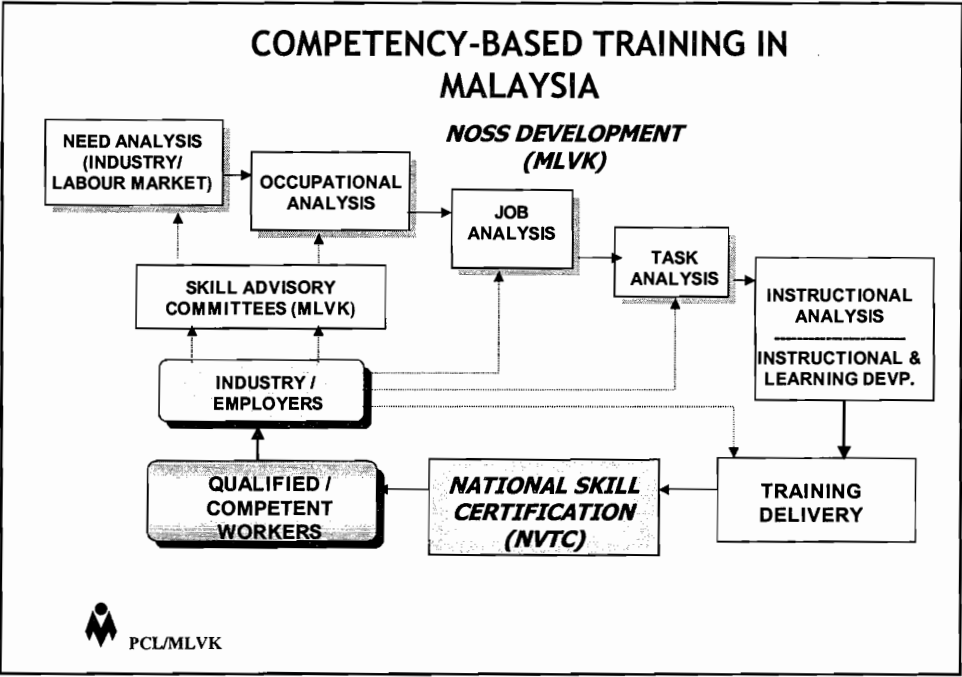 COMPETENCY-BASED TRAINING IN
MALAYSIA
NOSS DEVELOPMENT
(MLVK)
NEED ANALYSIS
(INDUSTRY/
LABOUR MARKET)
OCCUPATIONAL
ANALYSIS
JOB
ANALYSIS
TASK
ANALYSIS
INSTRUCTIONAL
ANALYSIS
INSTRUCTIONAL &
LEARNING DEVP.
SKILL ADVISORY
COMMITTEES (MLVK)
INDUSTRY /
EMPLOYERS
QUALIFIED /
COMPETENT
WORKERS
NATIONAL SKILL
CERTIFICATION
(NVTC)
TRAINING
DELIVERY
PCL/MLVK